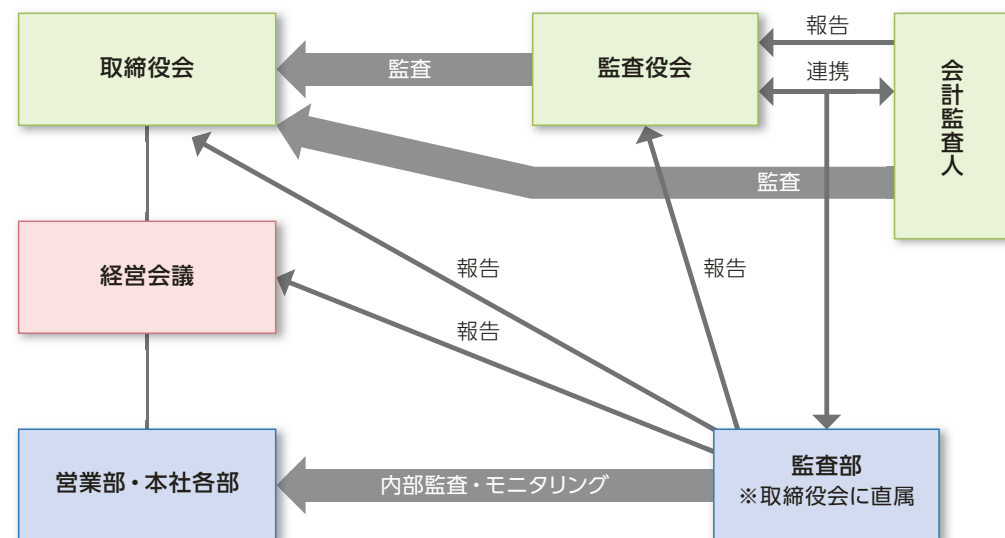 報告
取締役会
監査
監査役会
連携
会計監査人
監査
経営会議
報告
報告
報告
営業部・本社各部
内部監査・モニタリング
監査部
※取締役会に直属